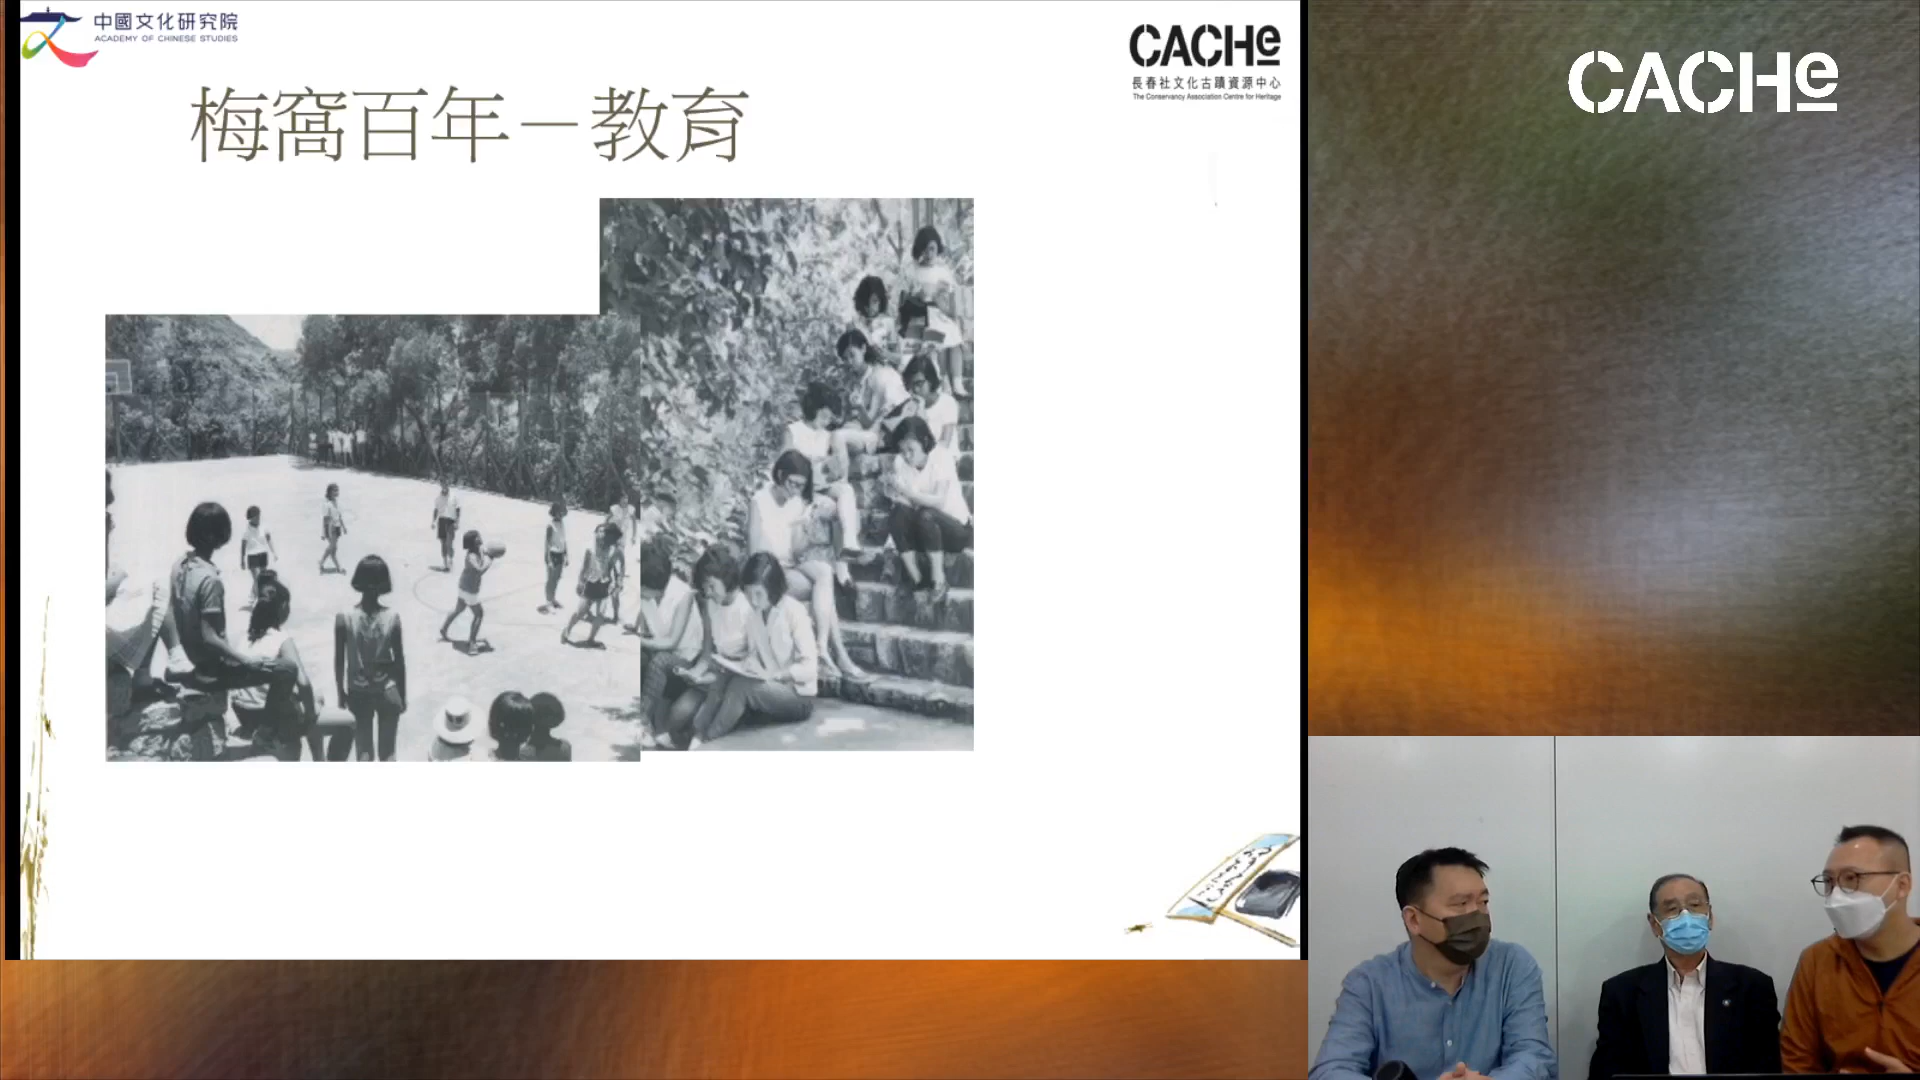 中國文化研究院
ACADEMY OF CHINESE STUDIES
CACHe
長春社文化古蹟資源中心
The Conservancy Association Centre for Heritage
CACHe
梅窩百年－教育